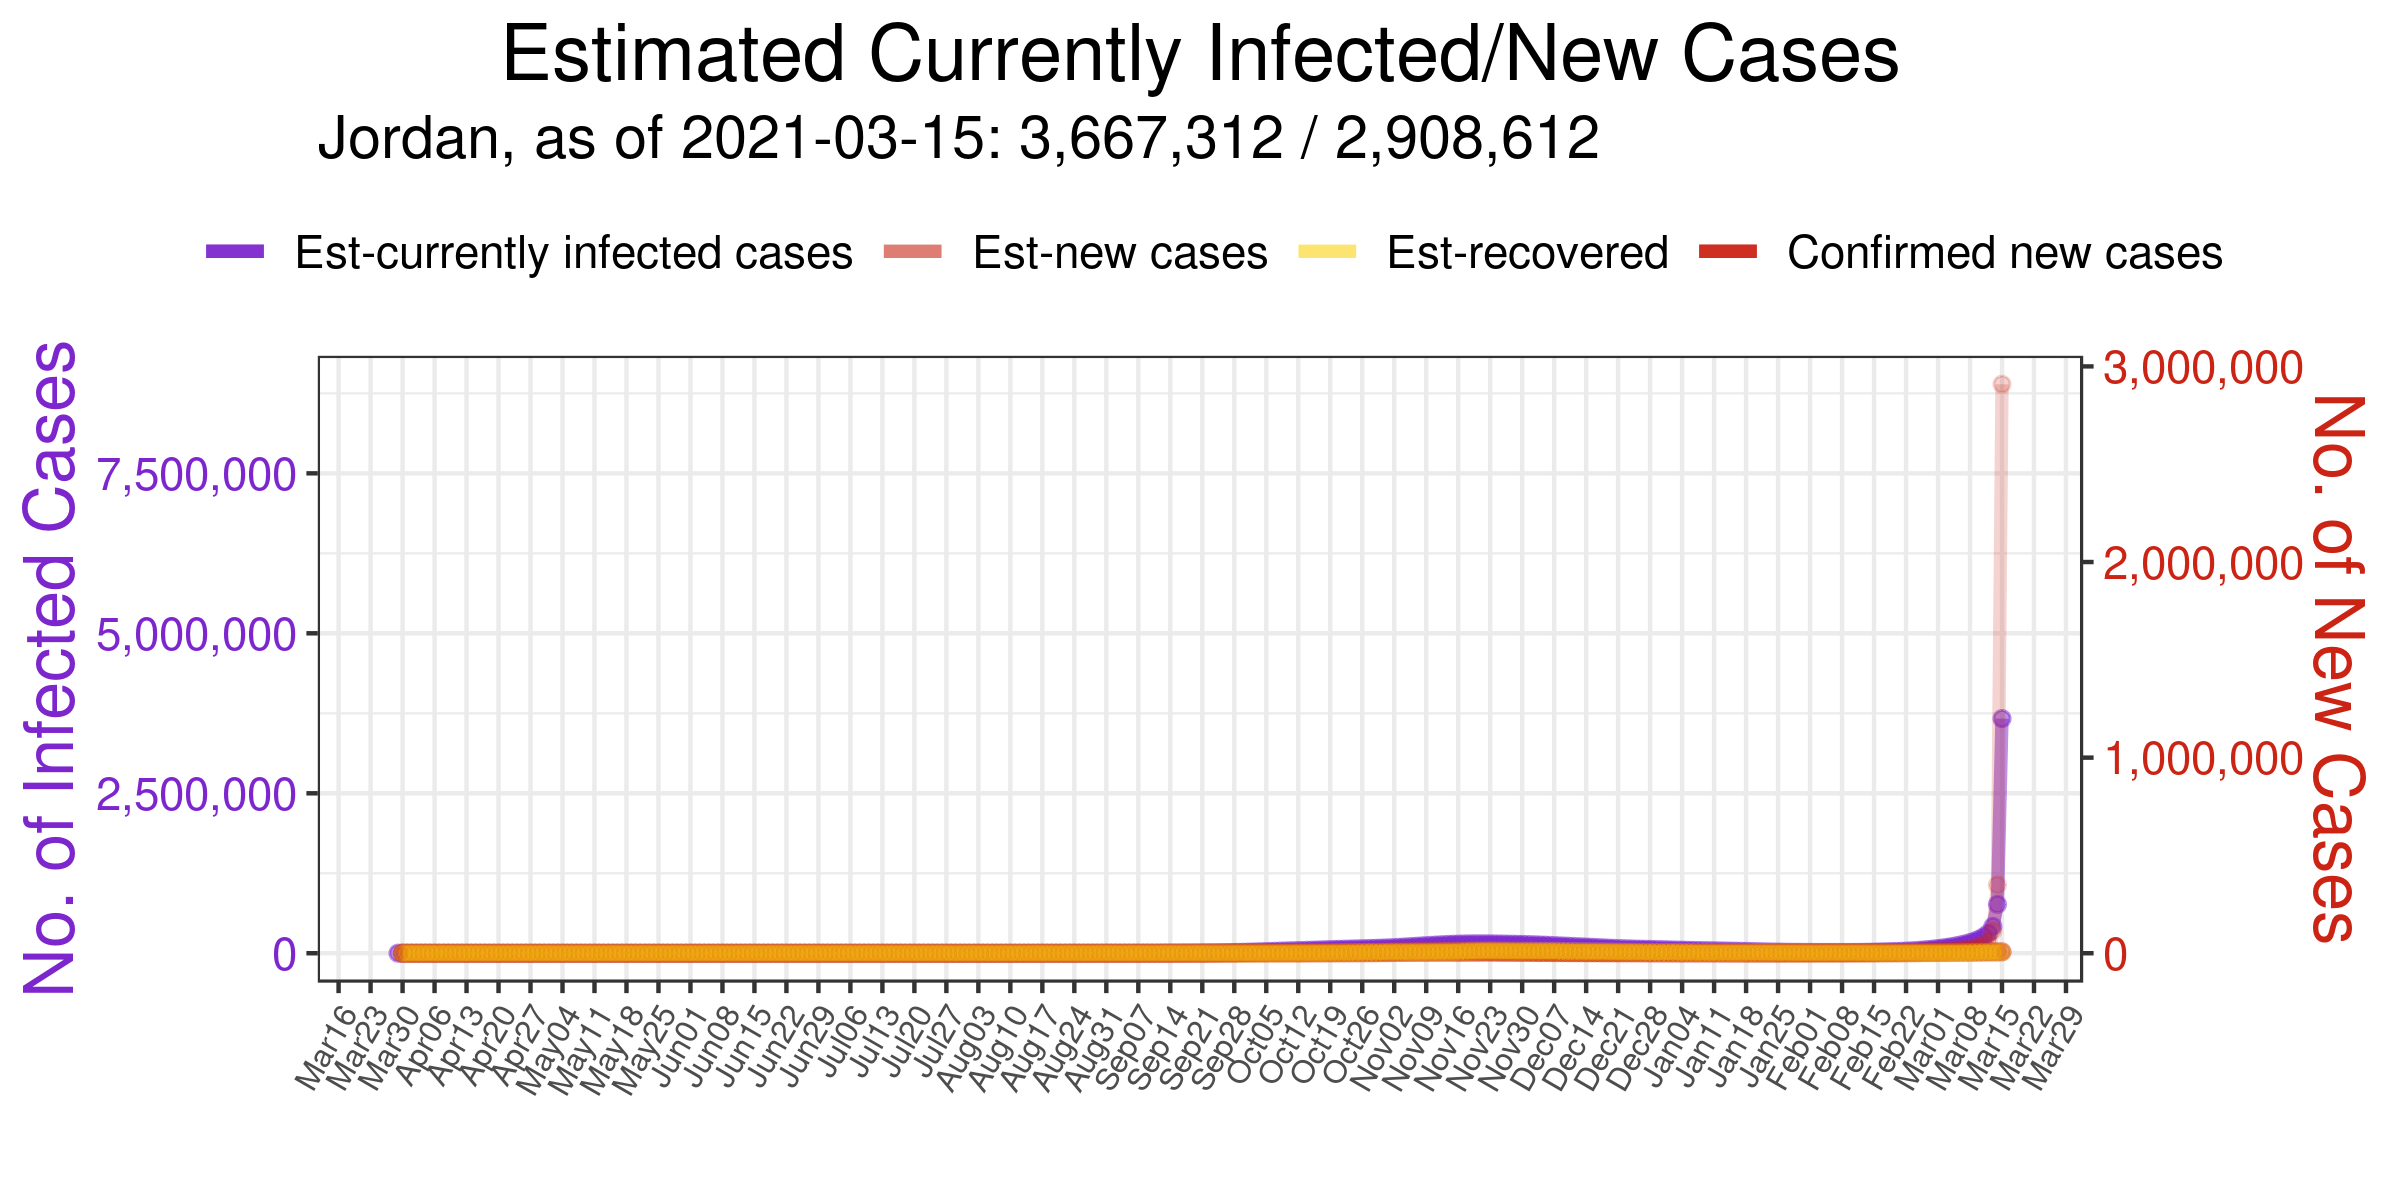 Estimated Currently Infected/New Cases
Jordan, as of 2021-03-15: 3,667,312 / 2,908,612
Est-currently infected cases Est-new cases Est-recovered Confirmed new cases
No. of Infected Cases
7,500,000
5,000,000
2,500,000
0
3,000,000
2,000,000
1,000,000
0
No. of New Cases
Mar16
Mar23
Mar30
Apr06
Apr13
Apr20
Apr27
May04
May11
May18
May25
Jun01
Jun08
Jun15
Jun22
Jun29
Jul06
Jul13
Jul20
Jul27
Aug03
Aug10
Aug17
Aug24
Aug31
Sep07
Sep14
Sep21
Sep28
Oct05
Oct12
Oct19
Oct26
Nov02
Nov09
Nov16
Nov23
Nov30
Dec07
Dec14
Dec21
Dec28
Jan04
Jan11
Jan18
Jan25
Feb01
Feb08
Feb15
Feb22
Mar01
Mar08
Mar15
Mar22
Mar29